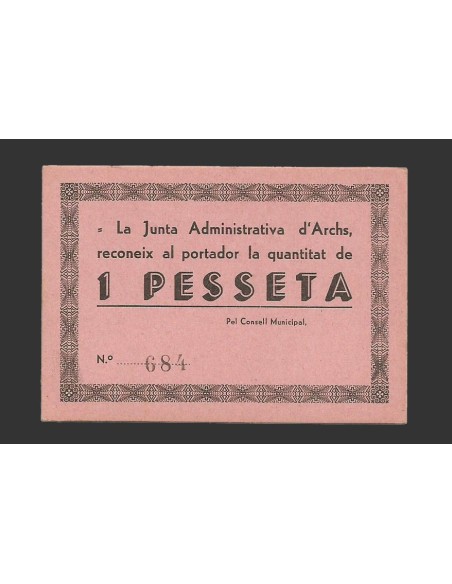 = La Junta Administrativa d'Archs,
reconeix al portador la quantitat de
1 PESSETA
Pel Consell Municipal,
N.º ........684....